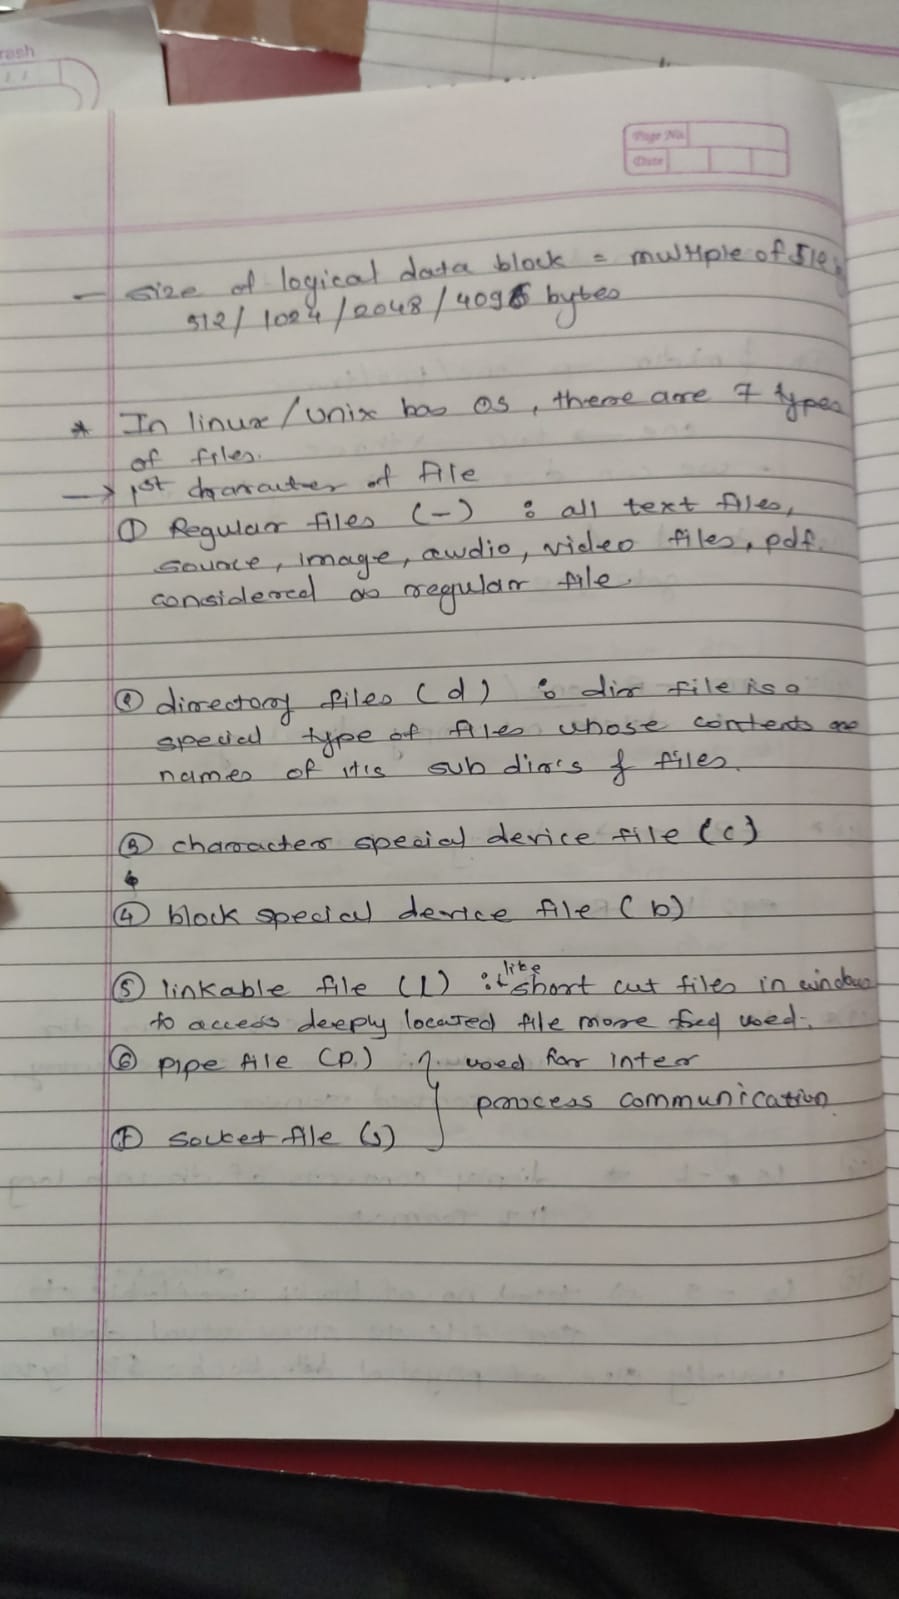 rash
Page No.
Date
- size of logical data block = multiple of 512
512/1024/2048/4096 bytes
* In linux/unix bas OS, there are 7 types
of files.
→ 1st character of file
① Regular files (-) : all text files,
source, image, audio, video files, pdf.
considered as regular file.
② directory files (d) : dir file is a
special type of files whose contents are
names of it's sub dir's & files.
③ character special device file (c)
④ block special device file (b)
like
⑤ linkable file (l) : short cut files in windows
to access deeply located file more freq used.
⑥ pipe file (p) } used for inter
process communication
⑦ socket file (s)